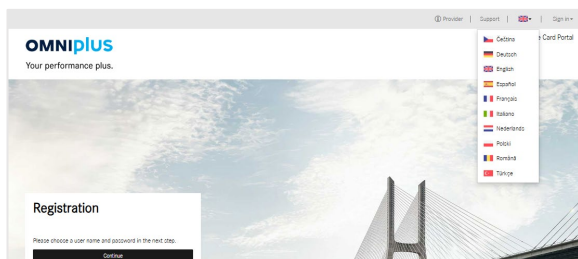 Provider | Support | | Sign in
OMNIplus
Your performance plus.
Card Portal
Čeština
Deutsch
English
Español
Français
Italiano
Nederlands
Polski
Română
Türkçe
Registration
Please choose a user name and password in the next step.
Continue